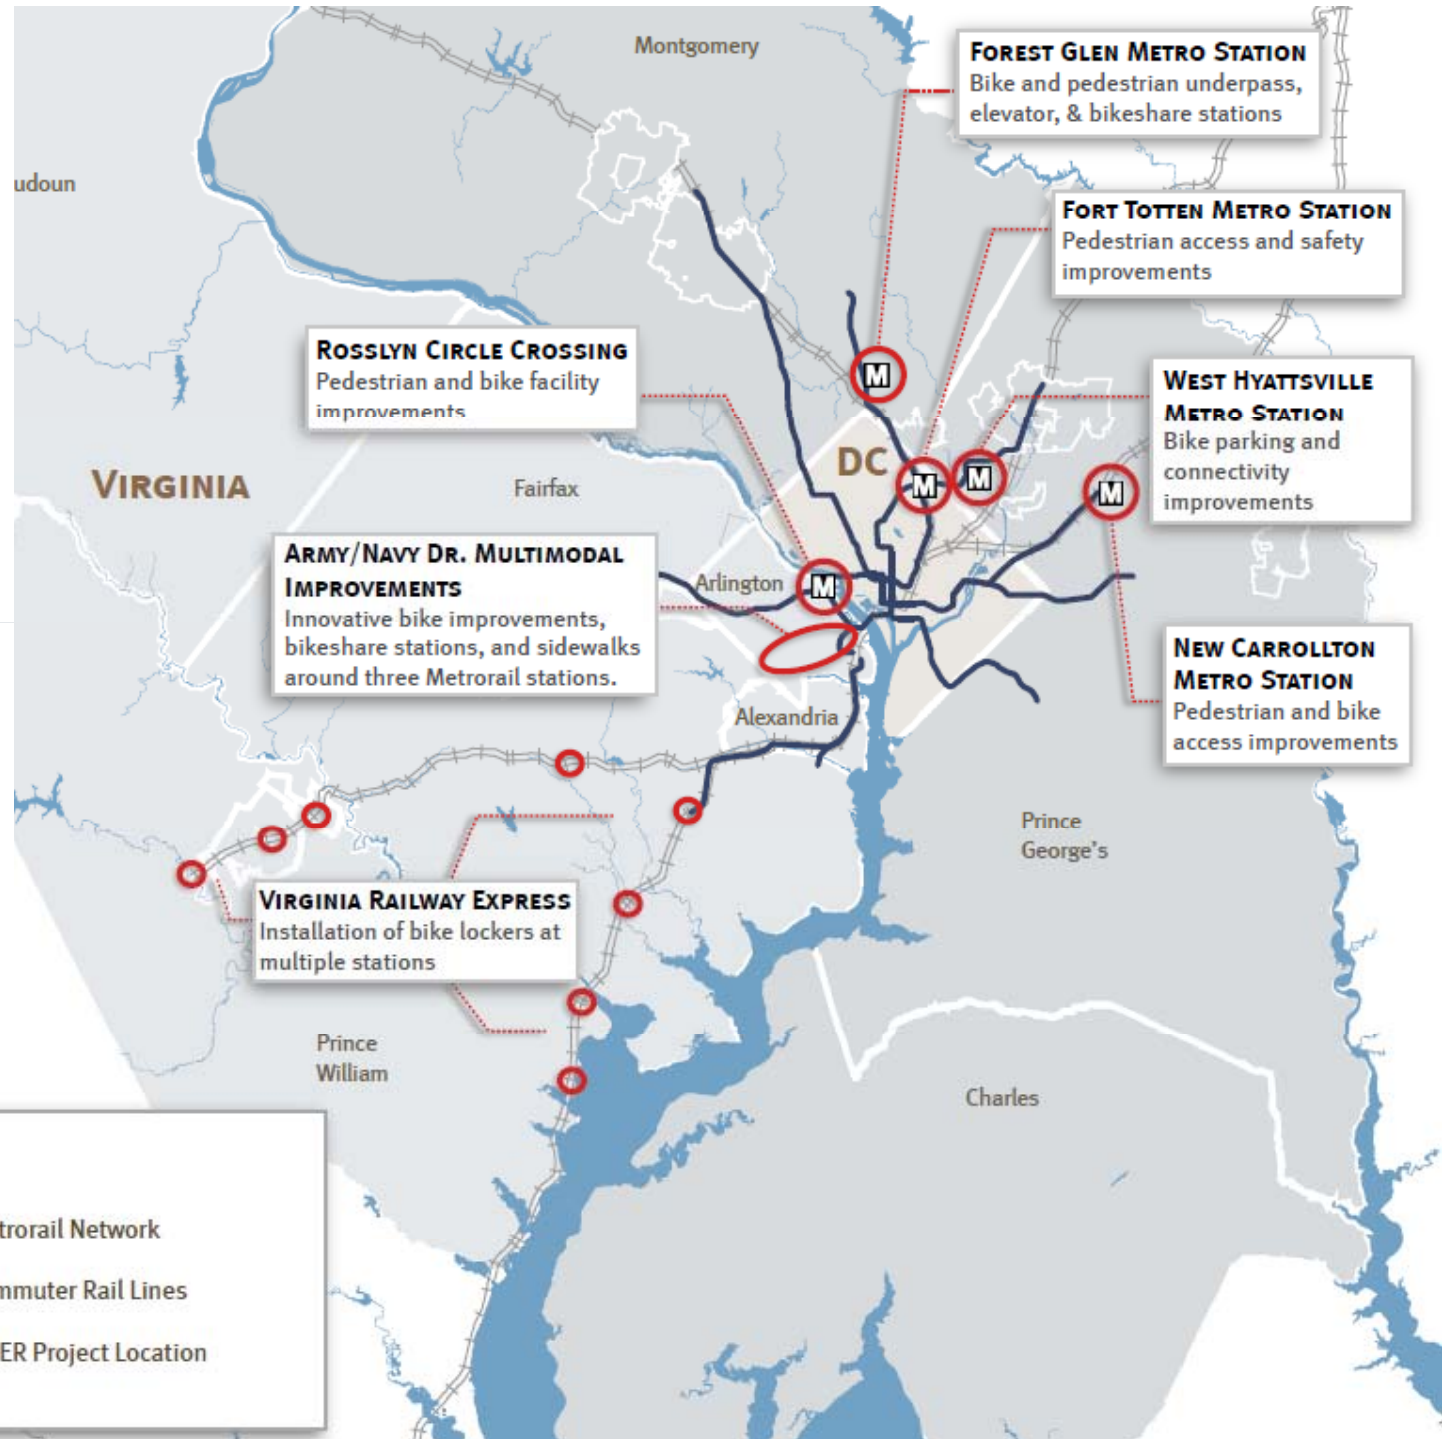 Montgomery
FOREST GLEN METRO STATION
Bike and pedestrian underpass,
elevator, & bikeshare stations
udoun
FORT TOTTEN METRO STATION
Pedestrian access and safety
improvements
ROSSLYN CIRCLE CROSSING
Pedestrian and bike facility
improvements
M
WEST HYATTSVILLE
METRO STATION
Bike parking and
connectivity
improvements
DC
VIRGINIA
Fairfax
M
M
M
ARMY/NAVY DR. MULTIMODAL
IMPROVEMENTS
Innovative bike improvements,
bikeshare stations, and sidewalks
around three Metrorail stations.
Arlington
M
NEW CARROLLTON
METRO STATION
Pedestrian and bike
access improvements
Alexandria
Prince
George's
VIRGINIA RAILWAY EXPRESS
Installation of bike lockers at
multiple stations
Prince
William
Charles
trorail Network
mmuter Rail Lines
ER Project Location